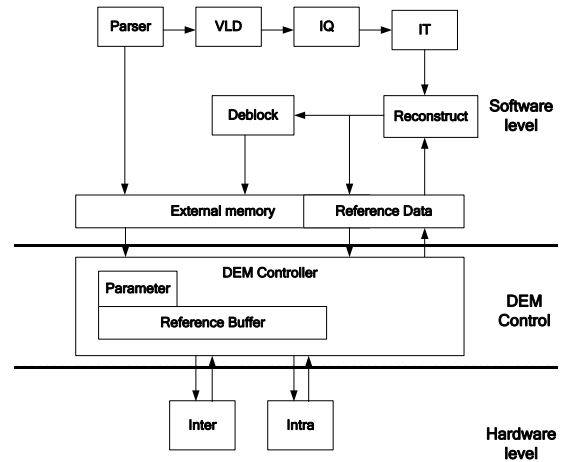 Parser
VLD
IQ
IT
Deblock
Reconstruct
Software
level
External memory
Reference Data
DEM Controller
Parameter
Reference Buffer
DEM
Control
Inter
Intra
Hardware
level